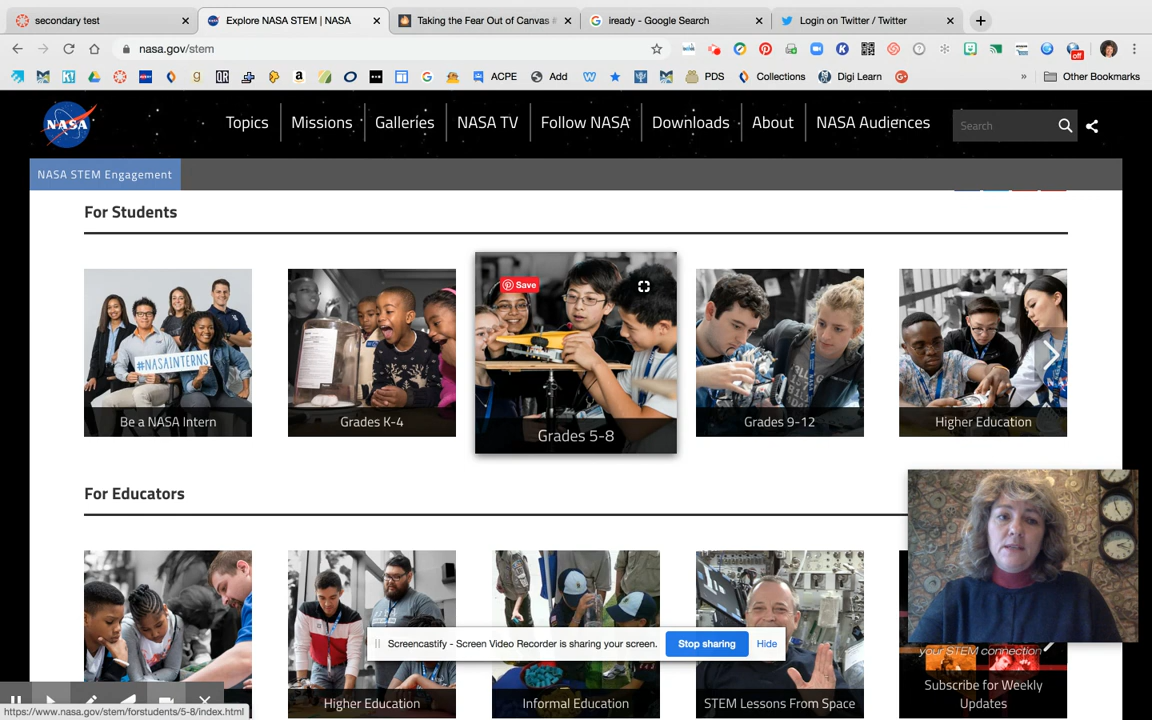 secondary test
Explore NASA STEM | NASA
Taking the Fear Out of Canvas #
iready - Google Search
Login on Twitter / Twitter
nasa.gov/stem
off
ACPE
Add
PDS
Collections
Digi Learn
Other Bookmarks
NASA
Topics
Missions
Galleries
NASA TV
Follow NASA
Downloads
About
NASA Audiences
Search
NASA STEM Engagement
For Students
Save
#NASAINTERNS
Be a NASA Intern
Grades K-4
Grades 5-8
Grades 9-12
Higher Education
For Educators
Screencastify - Screen Video Recorder is sharing your screen.
Stop sharing
Hide
your STEM connection
Higher Education
Informal Education
STEM Lessons From Space
Subscribe for Weekly
Updates
https://www.nasa.gov/stem/forstudents/5-8/index.html